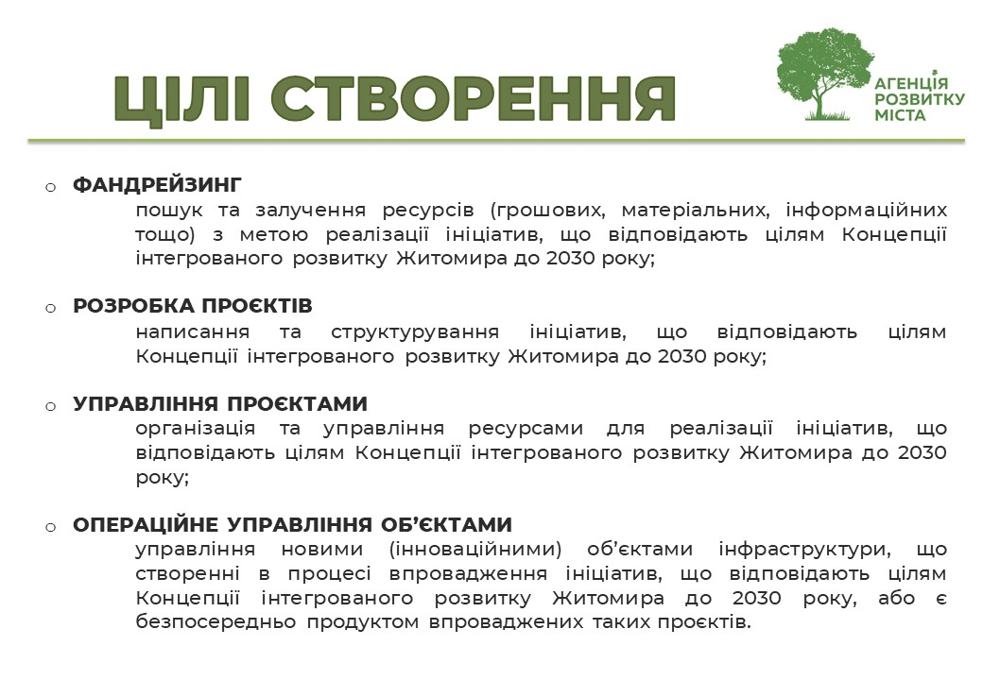 ЦІЛІ СТВОРЕННЯ
АГЕНЦІЯ
РОЗВИТКУ
МІСТА
o ФАНДРЕЙЗИНГ
пошук та залучення ресурсів (грошових, матеріальних, інформаційних
тощо) з метою реалізації ініціатив, що відповідають цілям Концепції
інтегрованого розвитку Житомира до 2030 року;
o РОЗРОБКА ПРОЄКТІВ
написання та структурування ініціатив, що відповідають цілям
Концепції інтегрованого розвитку Житомира до 2030 року;
o УПРАВЛІННЯ ПРОЄКТАМИ
організація та управління ресурсами для реалізації ініціатив, що
відповідають цілям Концепції інтегрованого розвитку Житомира до 2030
року;
o ОПЕРАЦІЙНЕ УПРАВЛІННЯ ОБ’ЄКТАМИ
управління новими (інноваційними) об’єктами інфраструктури, що
створенні в процесі впровадження ініціатив, що відповідають цілям
Концепції інтегрованого розвитку Житомира до 2030 року, або є
безпосередньо продуктом впроваджених таких проєктів.